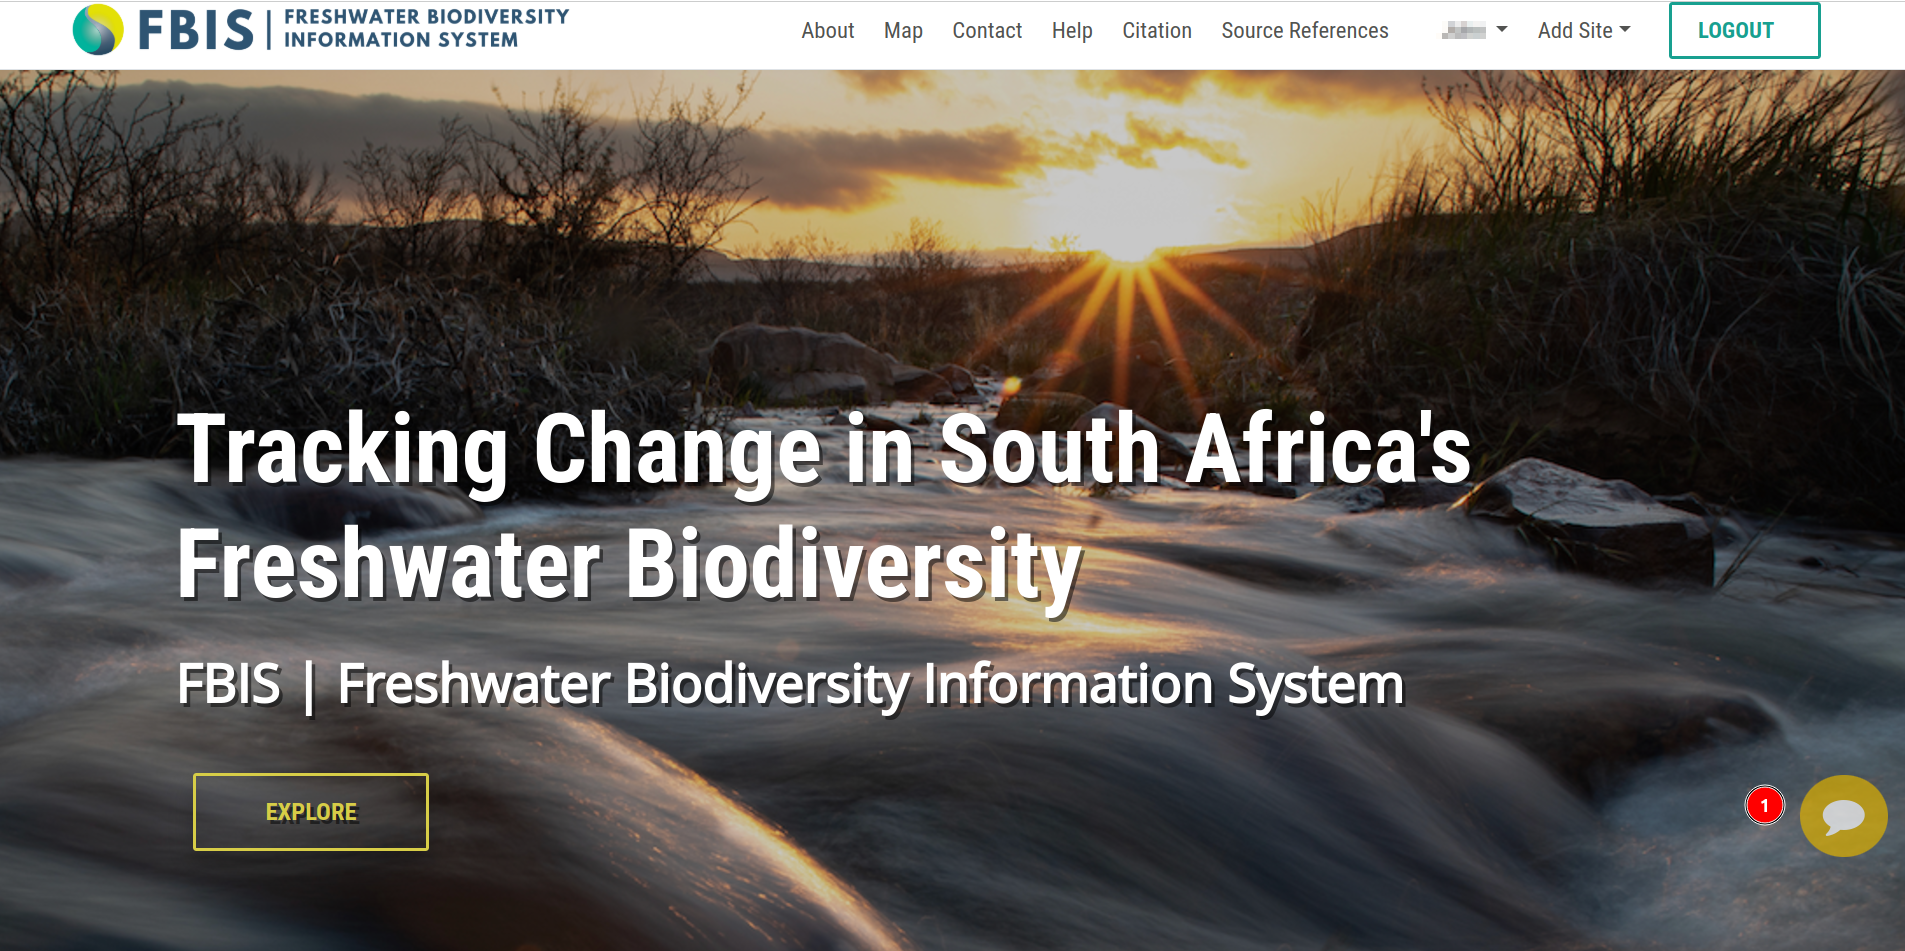 FBIS | FRESHWATER BIODIVERSITY
INFORMATION SYSTEM
About Map Contact Help Citation Source References Add Site LOGOUT
Tracking Change in South Africa's
Freshwater Biodiversity
FBIS | Freshwater Biodiversity Information System
EXPLORE
1